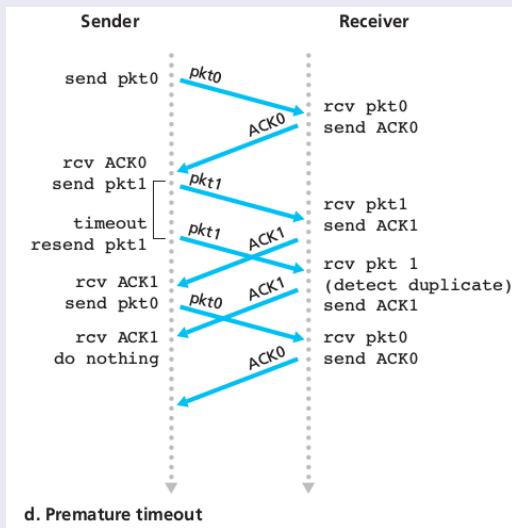 Sender
Receiver
send pkt0
pkt0
rcv pkt0
send ACK0
ACK0
rcv ACK0
send pkt1
pkt1
rcv pkt1
send ACK1
timeout
resend pkt1
pkt1
ACK1
rcv pkt 1
(detect duplicate)
send ACK1
rcv ACK1
send pkt0
pkt0
ACK1
rcv ACK1
do nothing
rcv pkt0
send ACK0
ACK0
d. Premature timeout